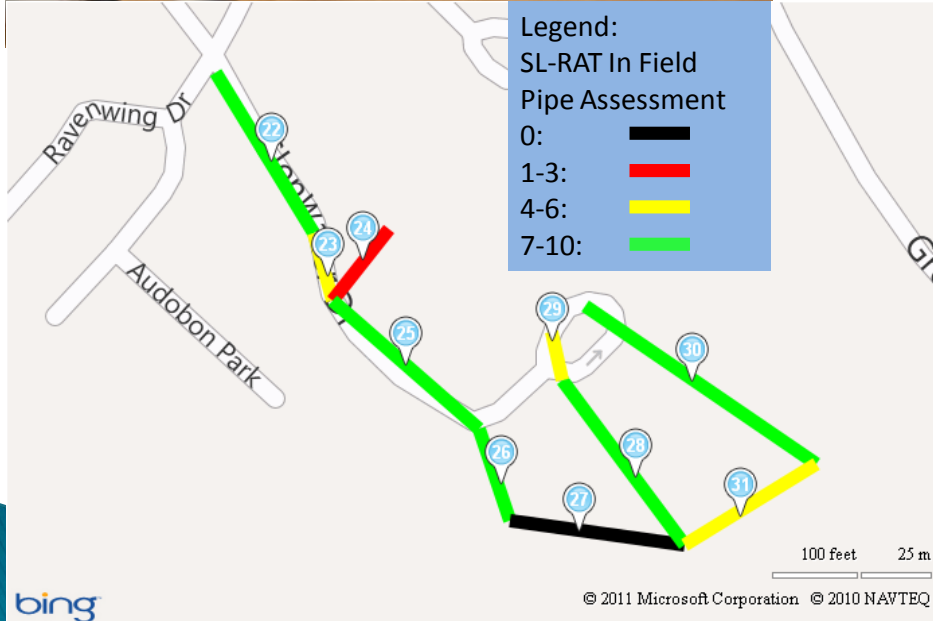 Legend:
SL-RAT In Field
Pipe Assessment
0:
1-3:
4-6:
7-10:
Ravenwing Dr
22
23
24
Audobon Park
25
29
30
26
28
27
31
100 feet 25 m
bing
© 2011 Microsoft Corporation © 2010 NAVTEQ